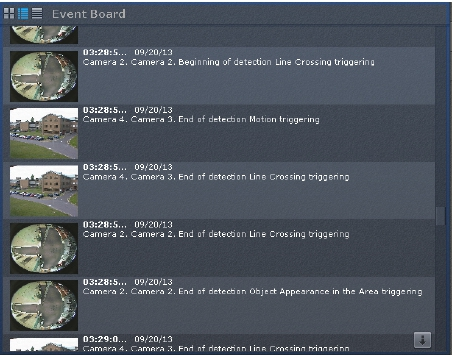 Event Board
03:28:5... 09/20/13
Camera 2. Camera 2. Beginning of detection Line Crossing triggering
03:28:5... 09/20/13
Camera 4. Camera 3. End of detection Motion triggering
03:28:5... 09/20/13
Camera 4. Camera 3. End of detection Line Crossing triggering
03:28:5... 09/20/13
Camera 2. Camera 2. End of detection Line Crossing triggering
03:28:5... 09/20/13
Camera 2. Camera 2. End of detection Object Appearance in the Area triggering
03:29:0... 09/20/13
Camera 4. Camera 3. End of detection Line Crossing triggering